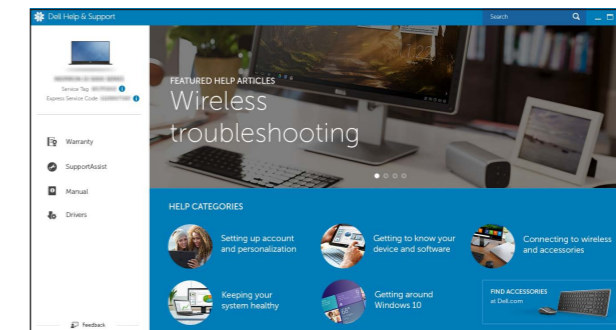 Dell Help & Support
Search
Service Tag:
Express Service Code:
Warranty
SupportAssist
Manual
Drivers
Feedback
FEATURED HELP ARTICLES
Wireless
troubleshooting
HELP CATEGORIES
Setting up account
and personalization
Getting to know your
device and software
Connecting to wireless
and accessories
Keeping your
system healthy
Getting around
Windows 10
FIND ACCESSORIES
at Dell.com